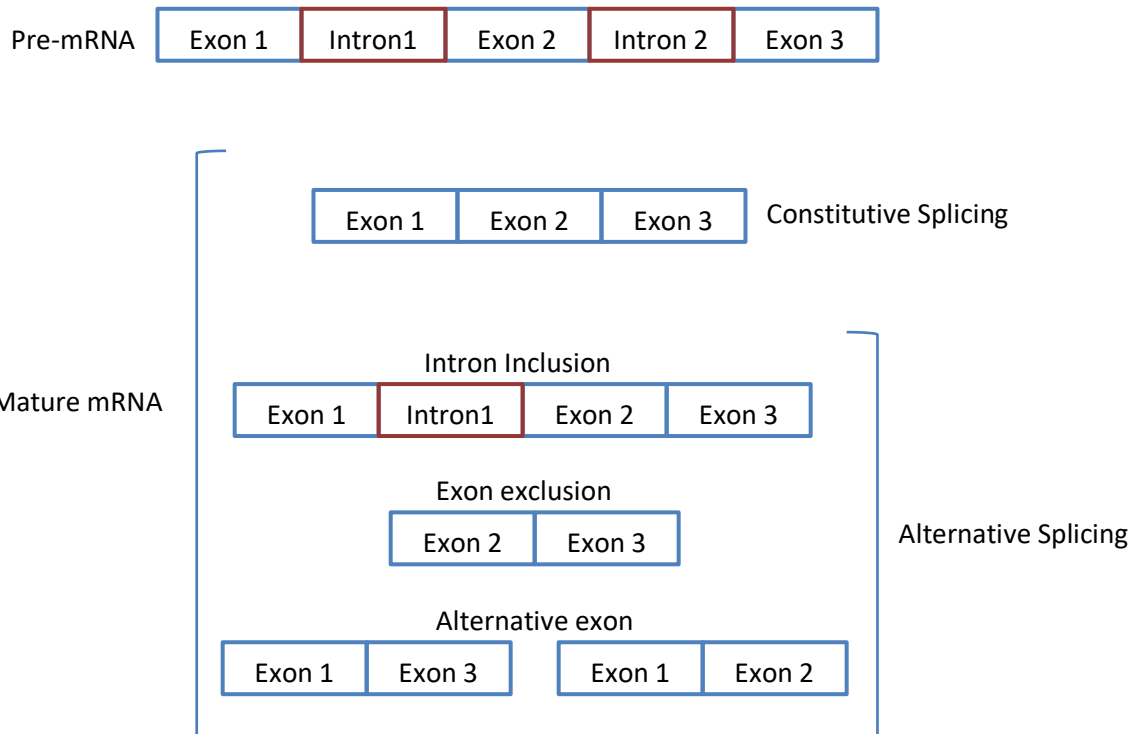 Pre-mRNA Exon 1 Intron1 Exon 2 Intron 2 Exon 3
Exon 1 Exon 2 Exon 3 Constitutive Splicing
Intron Inclusion
Mature mRNA
Exon 1 Intron1 Exon 2 Exon 3
Exon exclusion
Exon 2 Exon 3
Alternative Splicing
Alternative exon
Exon 1 Exon 3 Exon 1 Exon 2